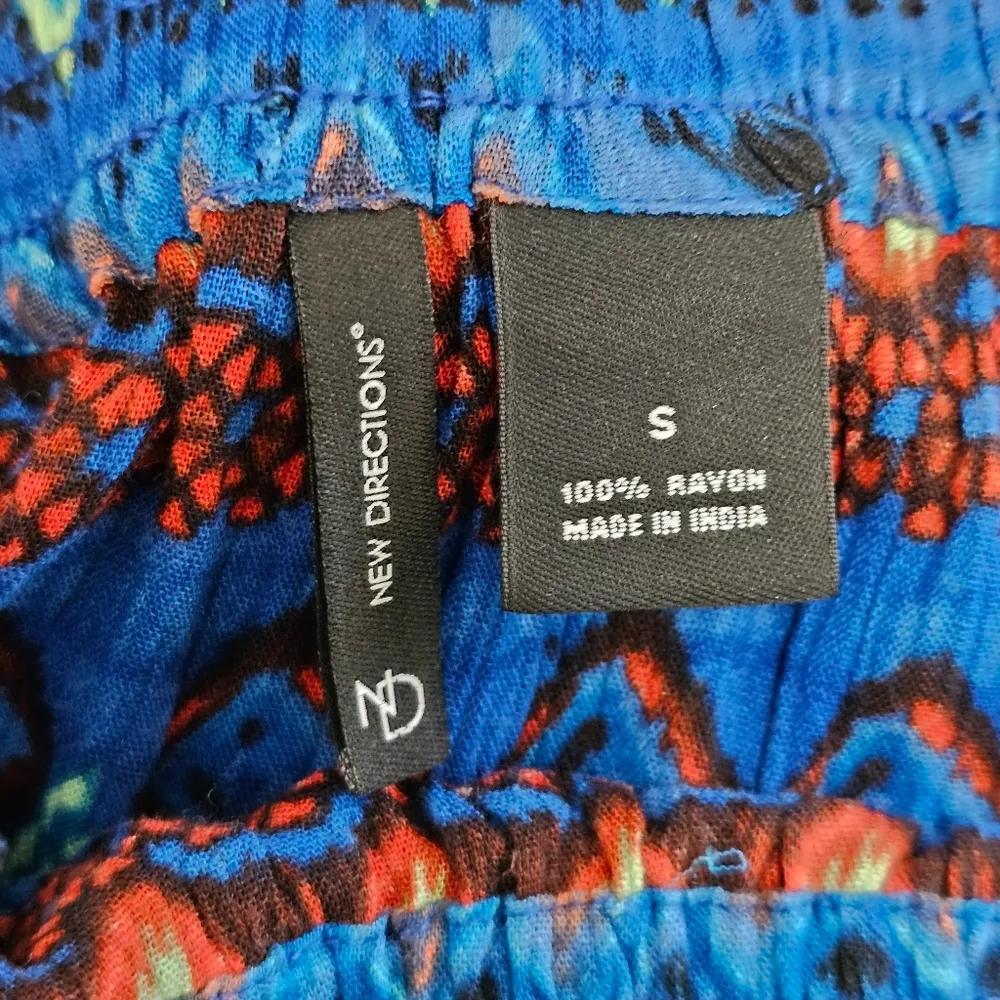 NEW DIRECTIONS®
ND
S
100% RAYON
MADE IN INDIA